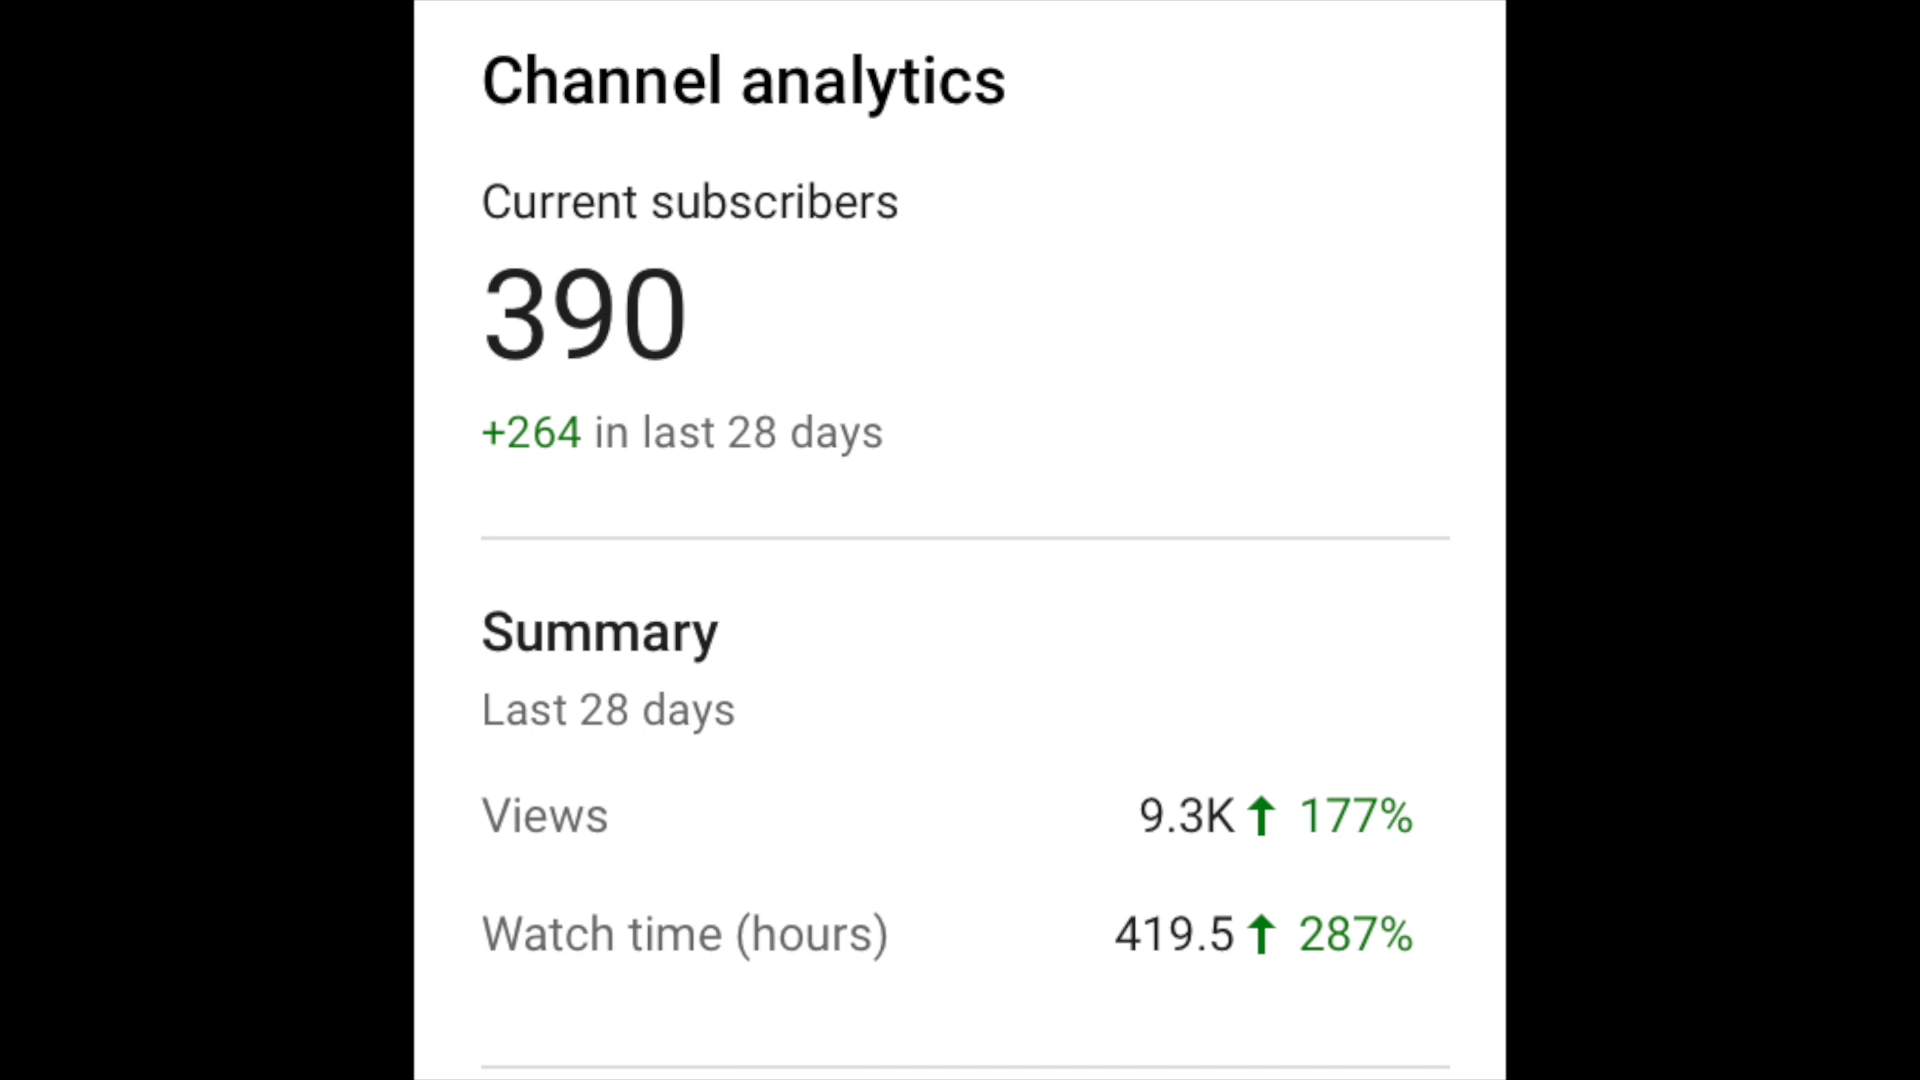 Channel analytics
Current subscribers
390
+264 in last 28 days
Summary
Last 28 days
Views 9.3K ↑ 177%
Watch time (hours) 419.5 ↑ 287%